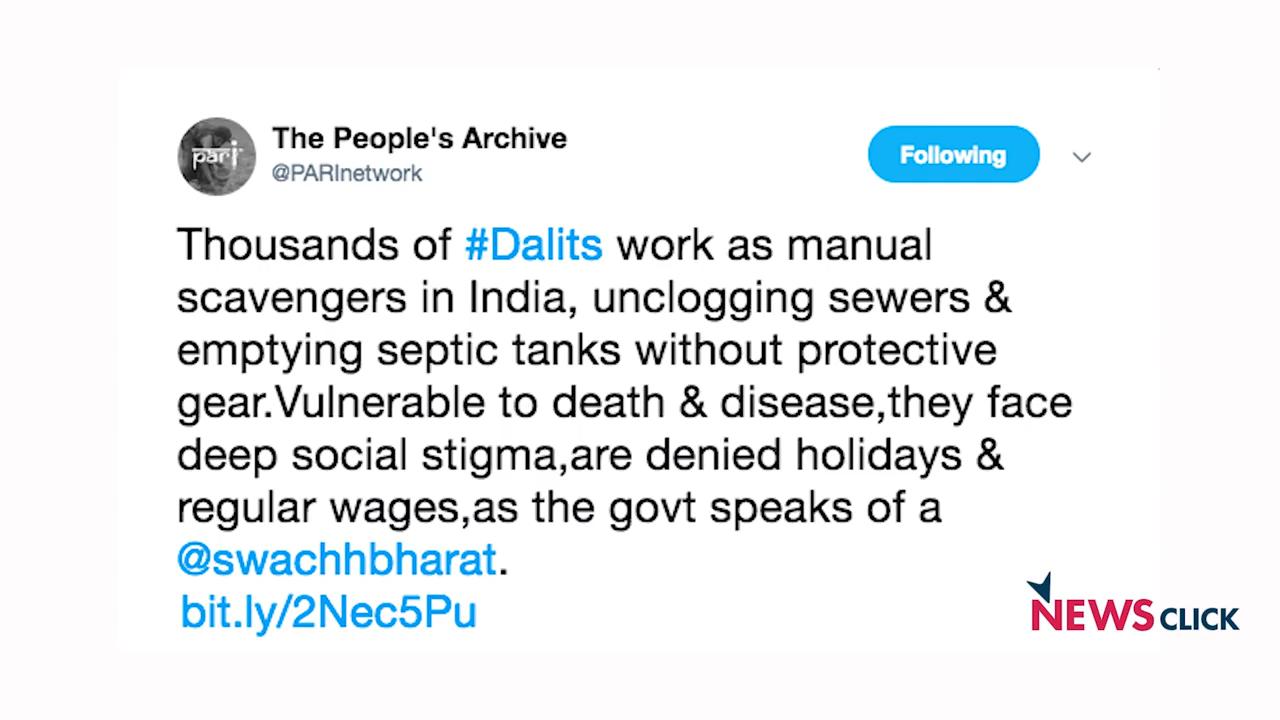 The People's Archive
@PARInetwork
Following
pari
Thousands of #Dalits work as manual
scavengers in India, unclogging sewers &
emptying septic tanks without protective
gear.Vulnerable to death & disease,they face
deep social stigma,are denied holidays &
regular wages,as the govt speaks of a
@swachhbharat.
bit.ly/2Nec5Pu
NEWS CLICK